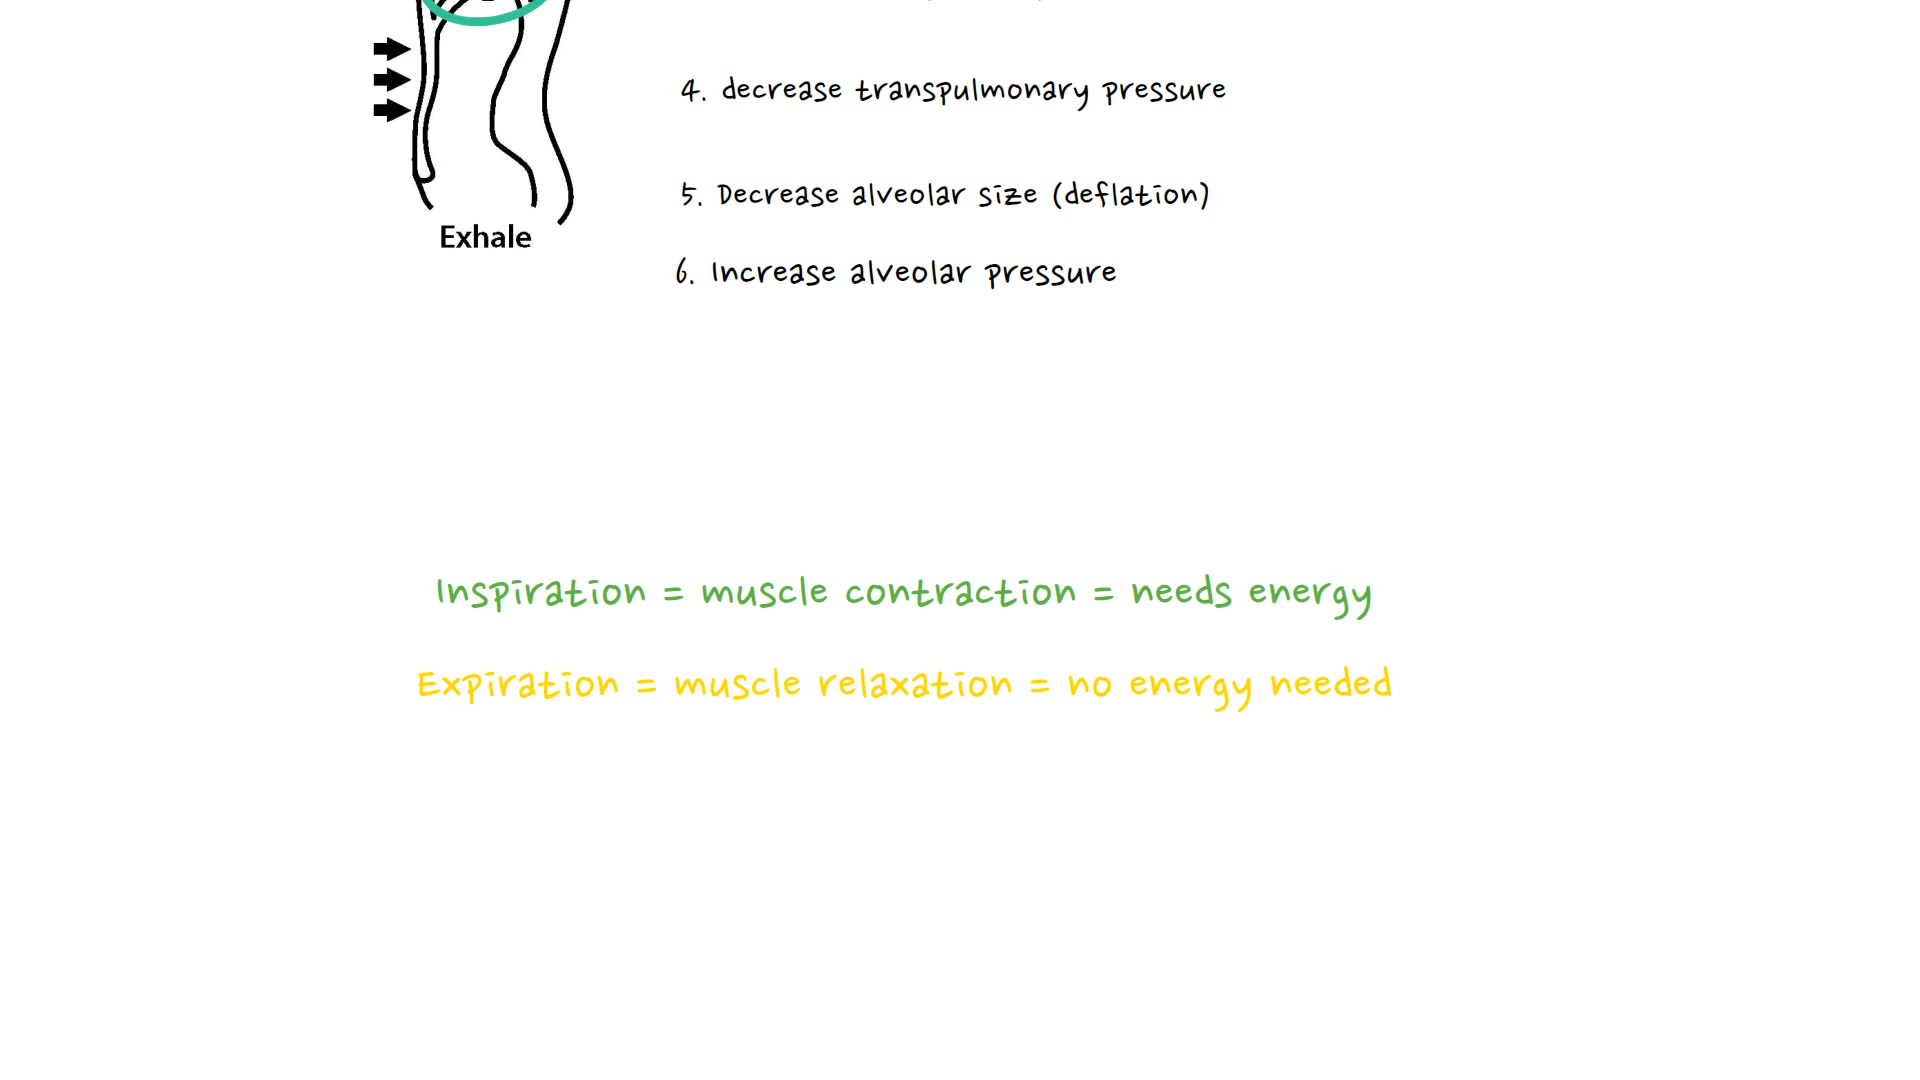 4. decrease transpulmonary pressure
5. Decrease alveolar size (deflation)
Exhale
6. Increase alveolar pressure
Inspiration = muscle contraction = needs energy
Expiration = muscle relaxation = no energy needed